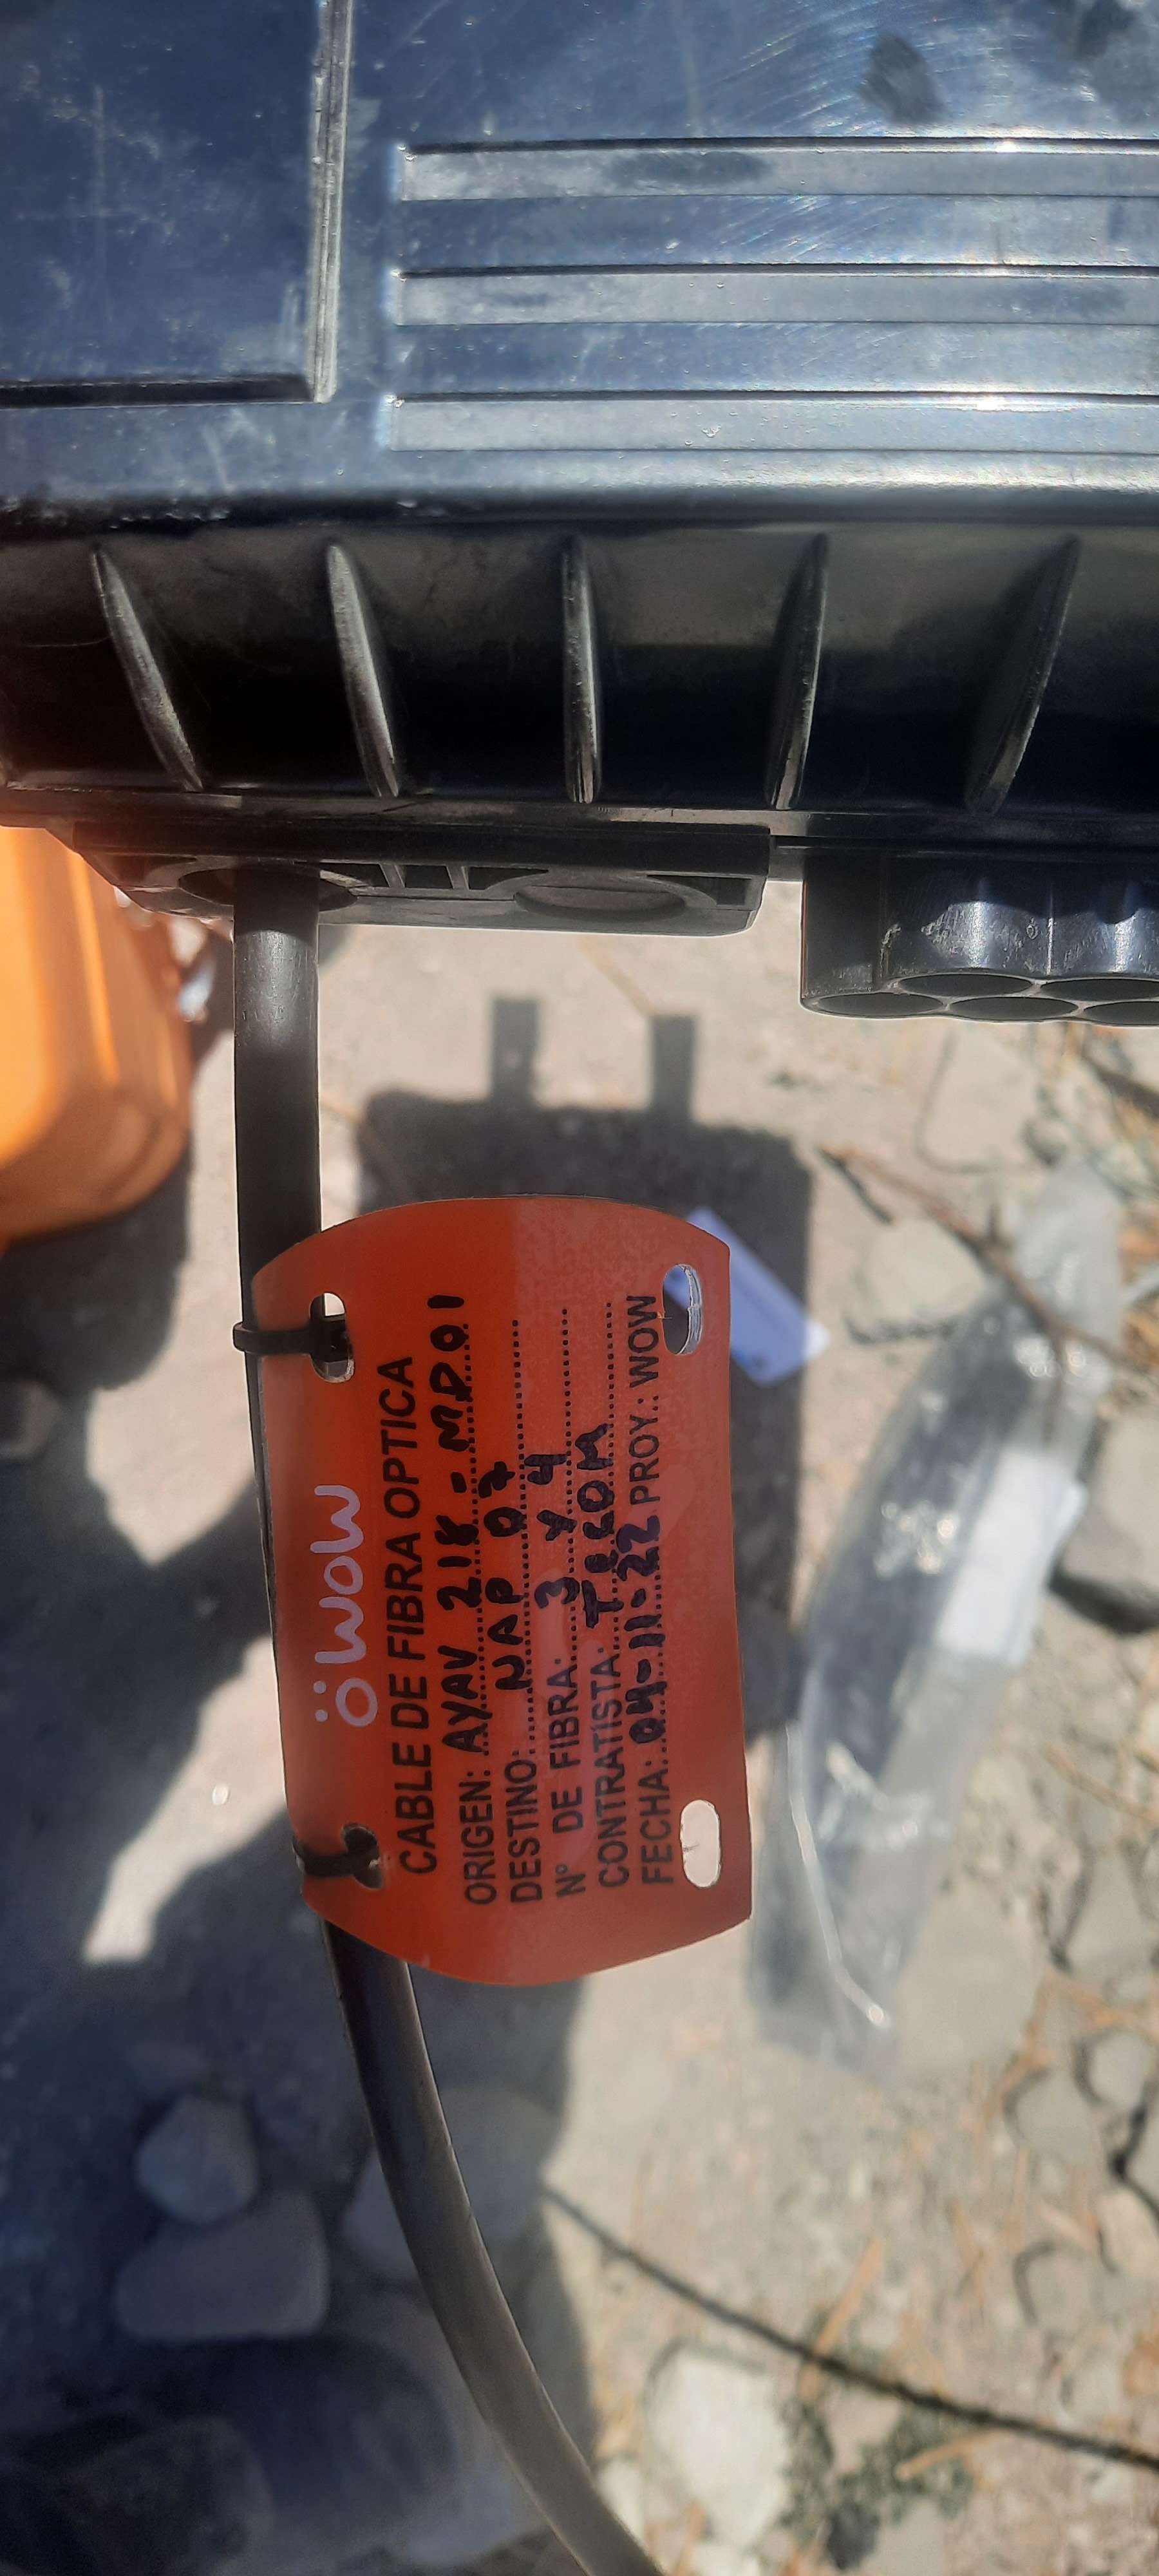 ÖWOW
CABLE DE FIBRA OPTICA
ORIGEN: AYAV 218 - MP01
DESTINO: NAP 07
N° DE FIBRA: 3 y 4
CONTRATISTA: TECOM
FECHA: 04-11-22 PROY.: WOW